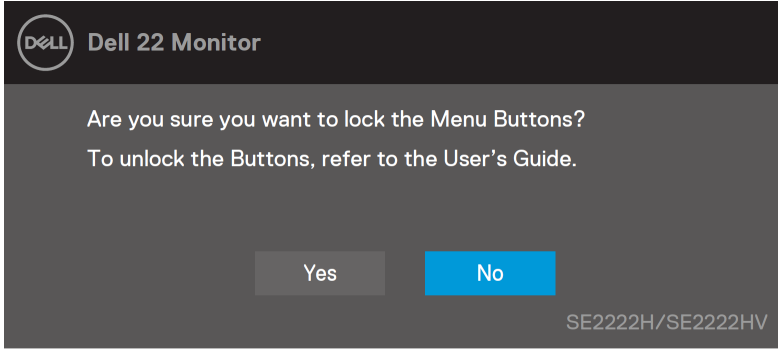 DELL
Dell 22 Monitor
Are you sure you want to lock the Menu Buttons?
To unlock the Buttons, refer to the User’s Guide.
Yes
No
SE2222H/SE2222HV